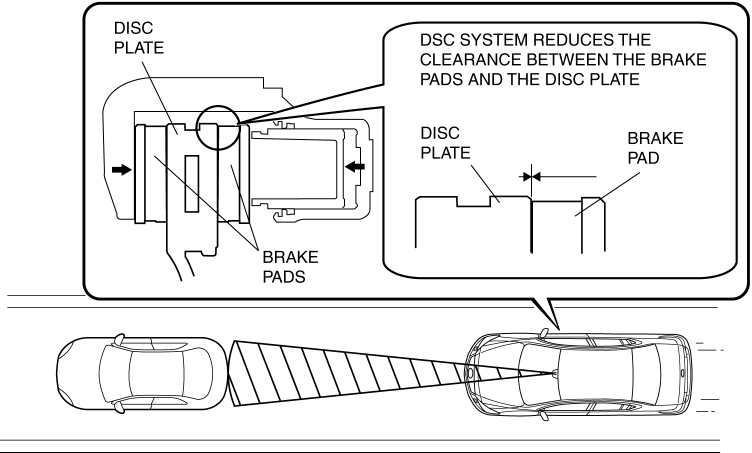 DISC
PLATE
DSC SYSTEM REDUCES THE
CLEARANCE BETWEEN THE BRAKE
PADS AND THE DISC PLATE
DISC
PLATE
BRAKE
PAD
BRAKE
PADS